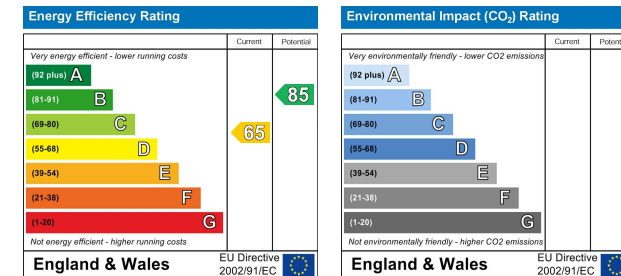 Energy Efficiency Rating
Current Potential
Very energy efficient - lower running costs
(92 plus) A
(81-91) B
85
(69-80) C
65
(55-68) D
(39-54) E
(21-38) F
(1-20) G
Not energy efficient - higher running costs
England & Wales
EU Directive
2002/91/EC
Environmental Impact (CO2) Rating
Current Potent
Very environmentally friendly - lower CO2 emissions
(92 plus) A
(81-91) B
(69-80) C
(55-68) D
(39-54) E
(21-38) F
(1-20) G
Not environmentally friendly - higher CO2 emissions
England & Wales
EU Directive
2002/91/EC